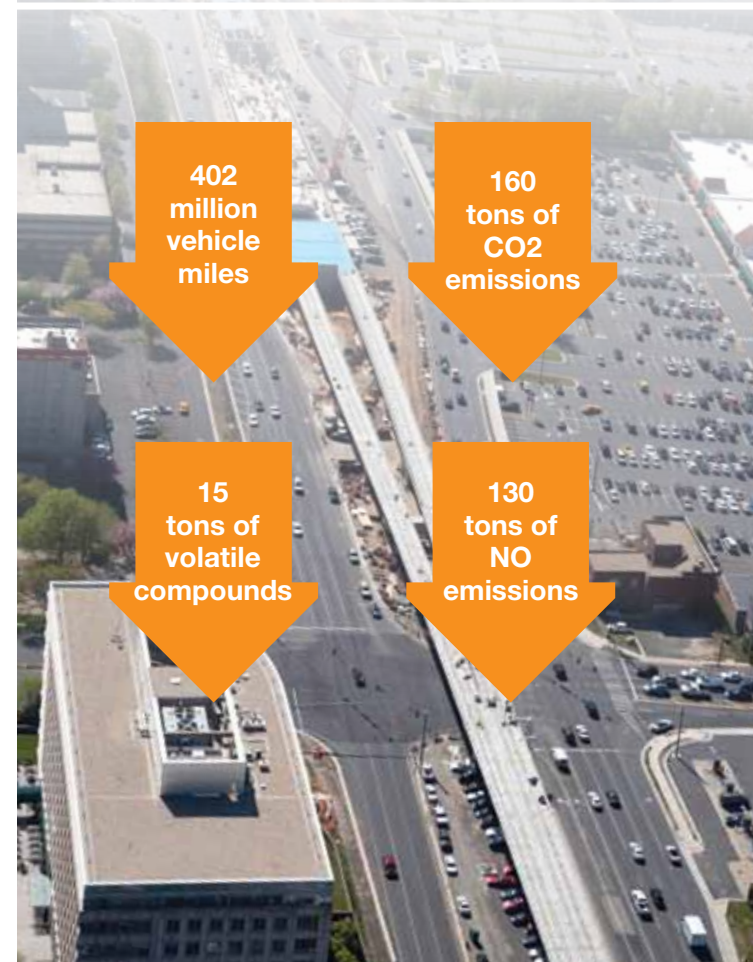 402
million
vehicle
miles
160
tons of
CO2
emissions
15
tons of
volatile
compounds
130
tons of
NO
emissions